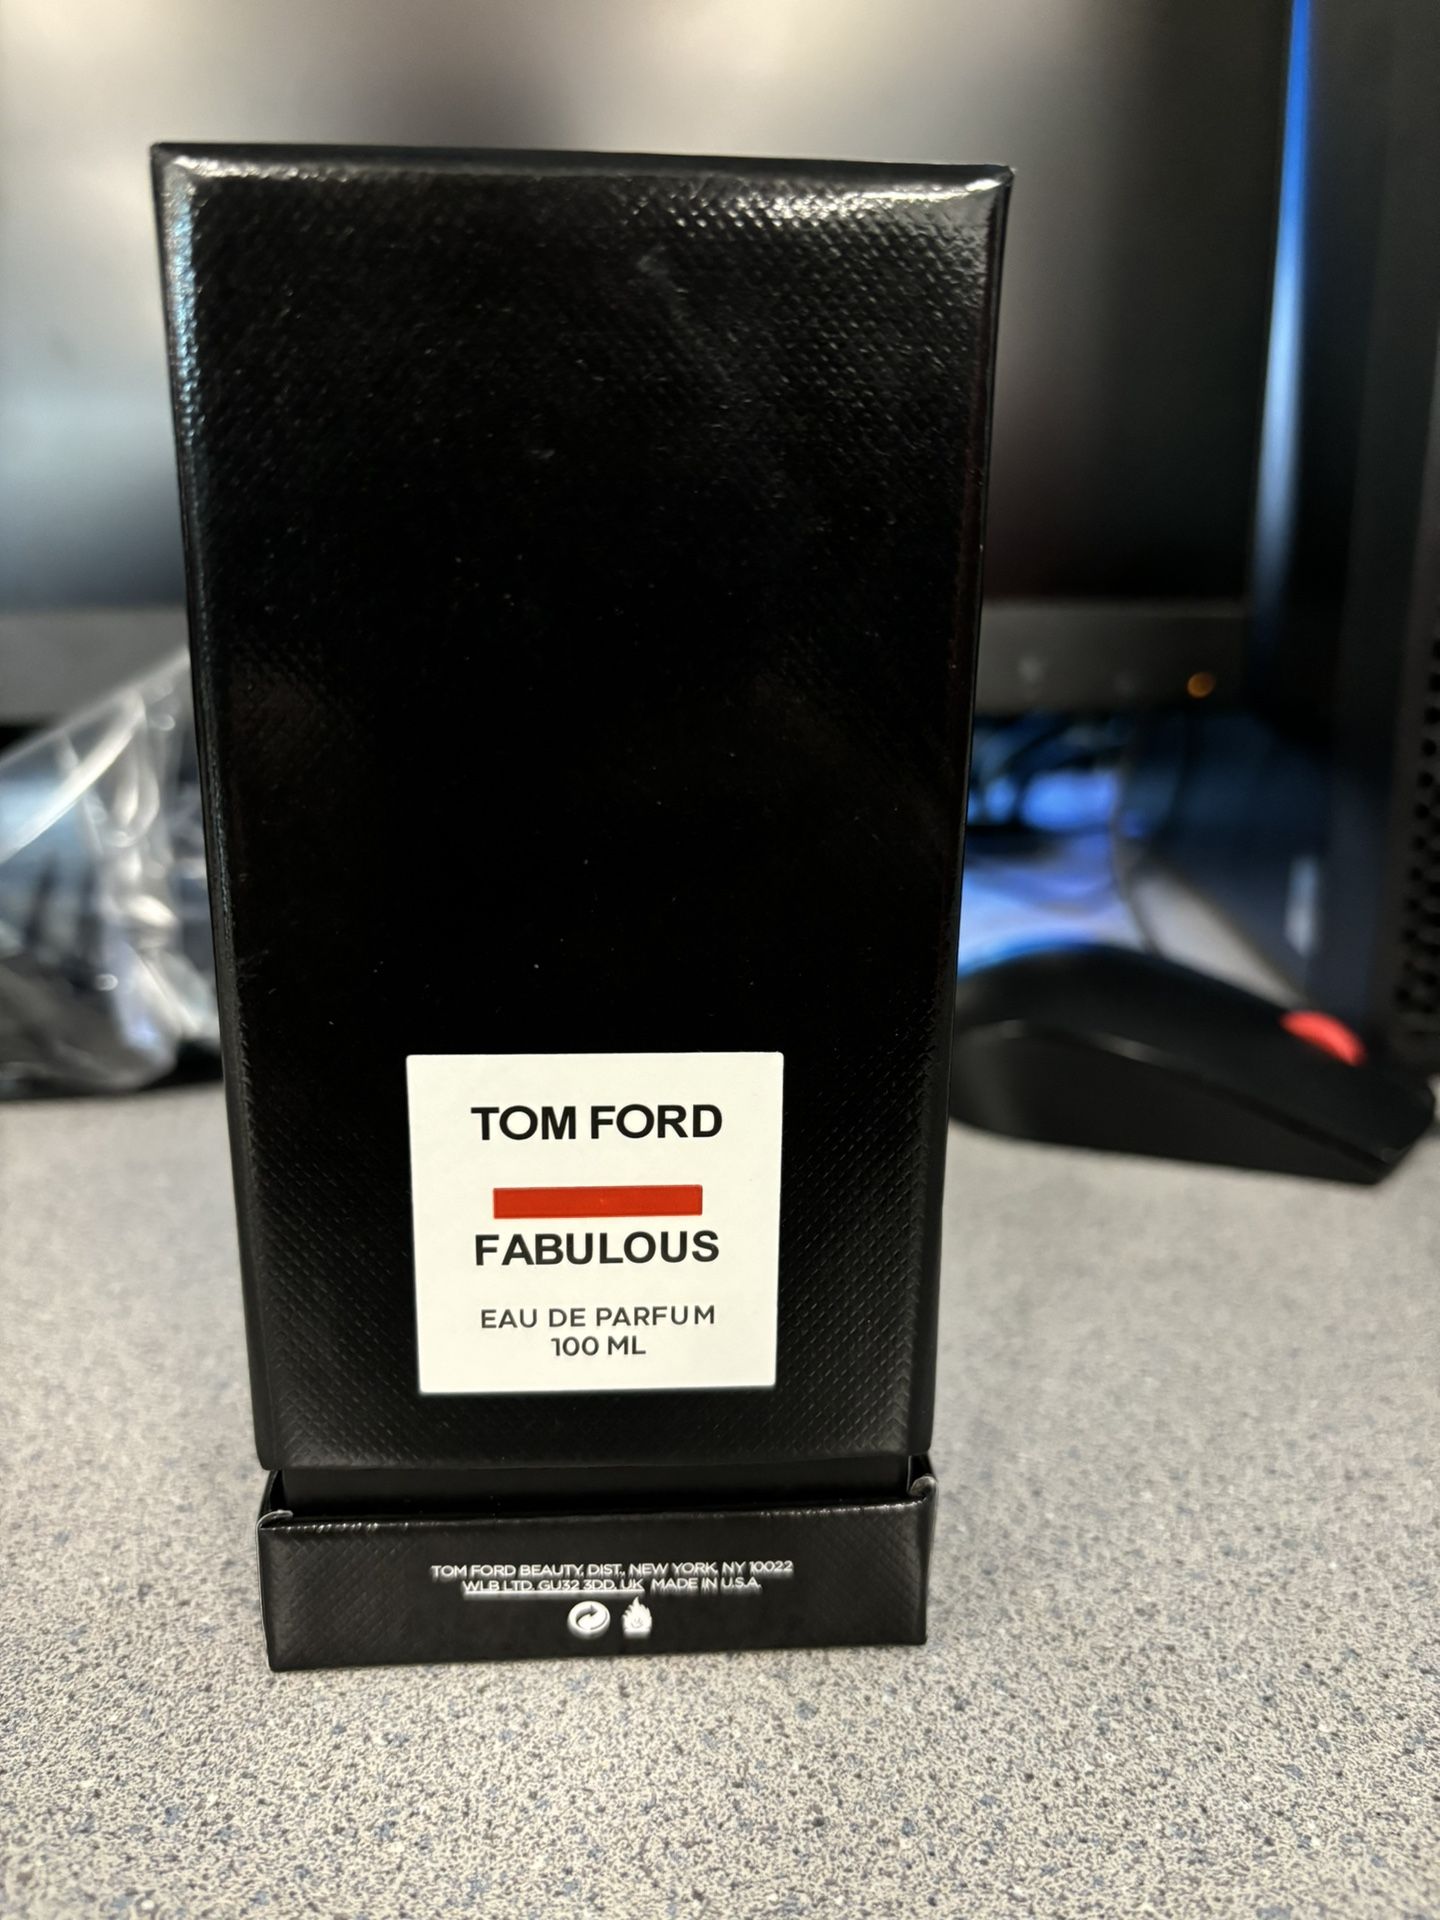 TOM FORD
FABULOUS
EAU DE PARFUM
100 ML
TOM FORD BEAUTY, DIST., NEW YORK, NY 10022
WLB LTD. GU32 3DD. UK MADE IN U.S.A.